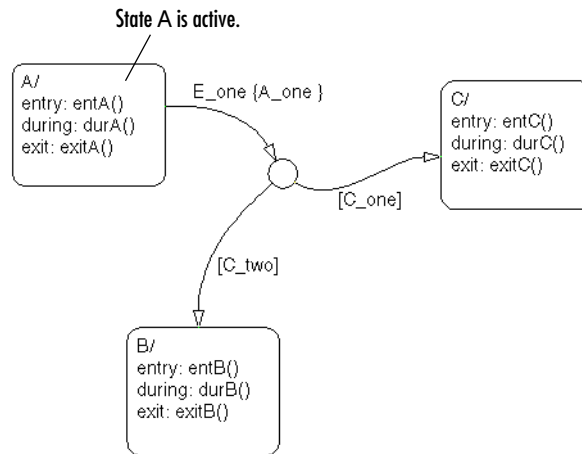 State A is active.
A/
entry: entA()
during: durA()
exit: exitA()
E_one {A_one }
C/
entry: entC()
during: durC()
exit: exitC()
[C_one]
[C_two]
B/
entry: entB()
during: durB()
exit: exitB()